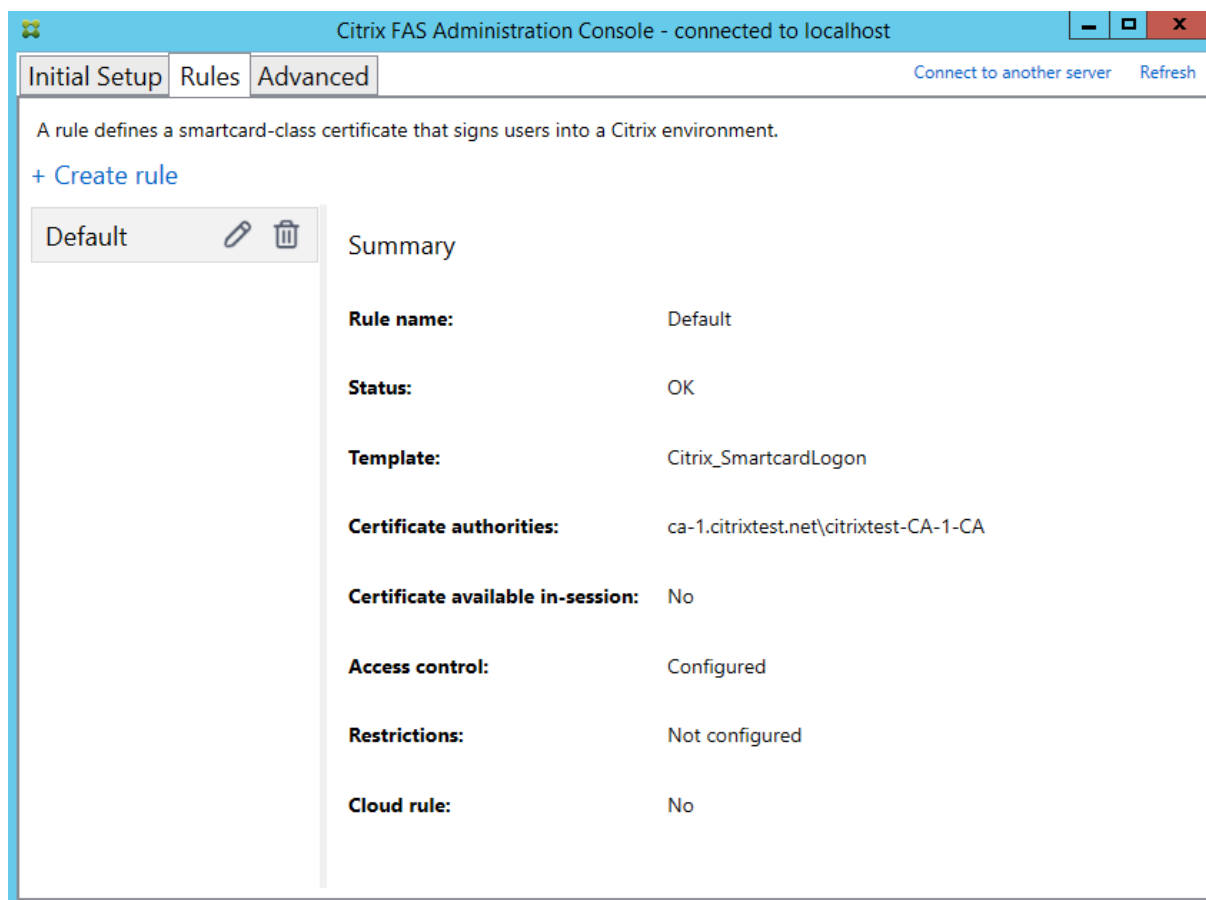 Citrix FAS Administration Console - connected to localhost
Initial Setup Rules Advanced Connect to another server Refresh
A rule defines a smartcard-class certificate that signs users into a Citrix environment.
+ Create rule
Default
Summary
Rule name: Default
Status: OK
Template: Citrix_SmartcardLogon
Certificate authorities: ca-1.citrixtest.net\citrixtest-CA-1-CA
Certificate available in-session: No
Access control: Configured
Restrictions: Not configured
Cloud rule: No